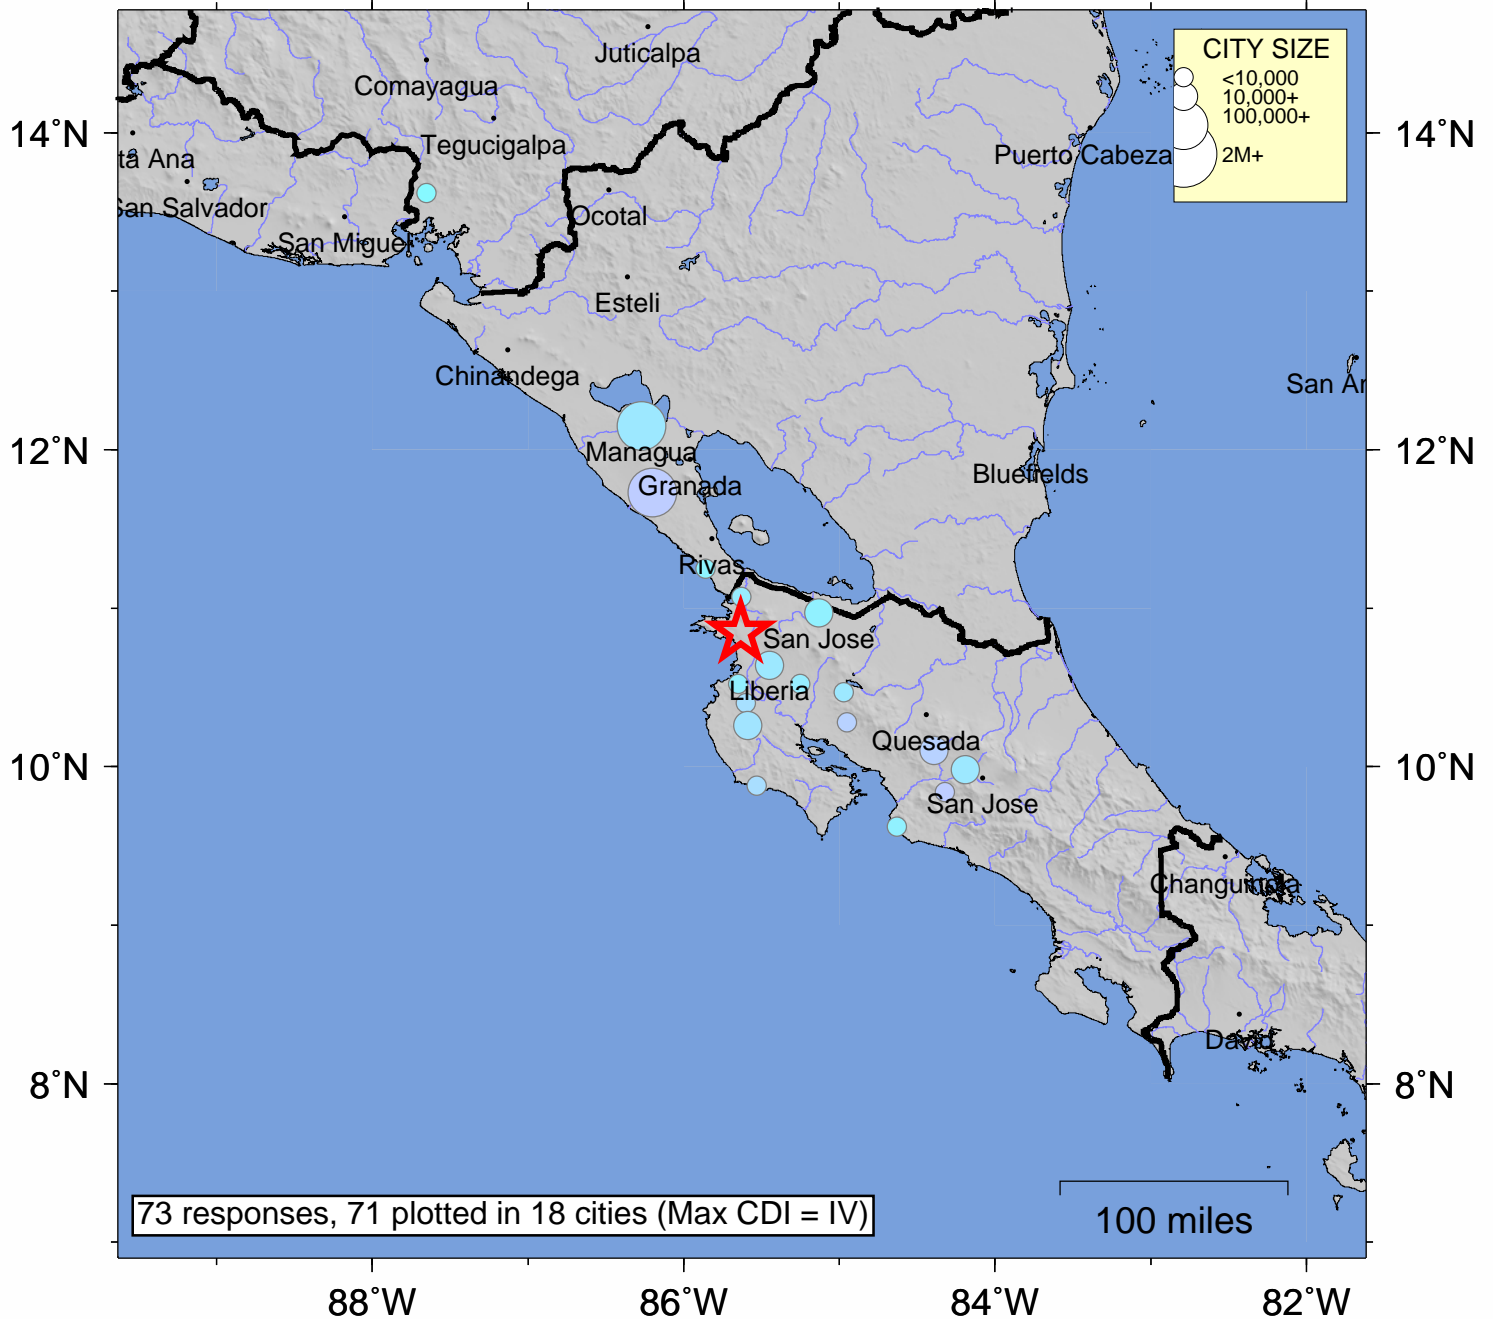 CITY SIZE
<10,000
10,000+
100,000+
2M+
Juticalpa
Comayagua
14°N
14°N
Tegucigalpa
Puerto Cabeza
ta Ana
San Salvador
Ocotal
San Miguel
Esteli
Chinandega
San Ar
12°N
12°N
Managua
Bluefields
Granada
Rivas
San Jose
Liberia
Quesada
10°N
10°N
San Jose
Changuinola
David
8°N
8°N
73 responses, 71 plotted in 18 cities (Max CDI = IV)
100 miles
88°W
86°W
84°W
82°W